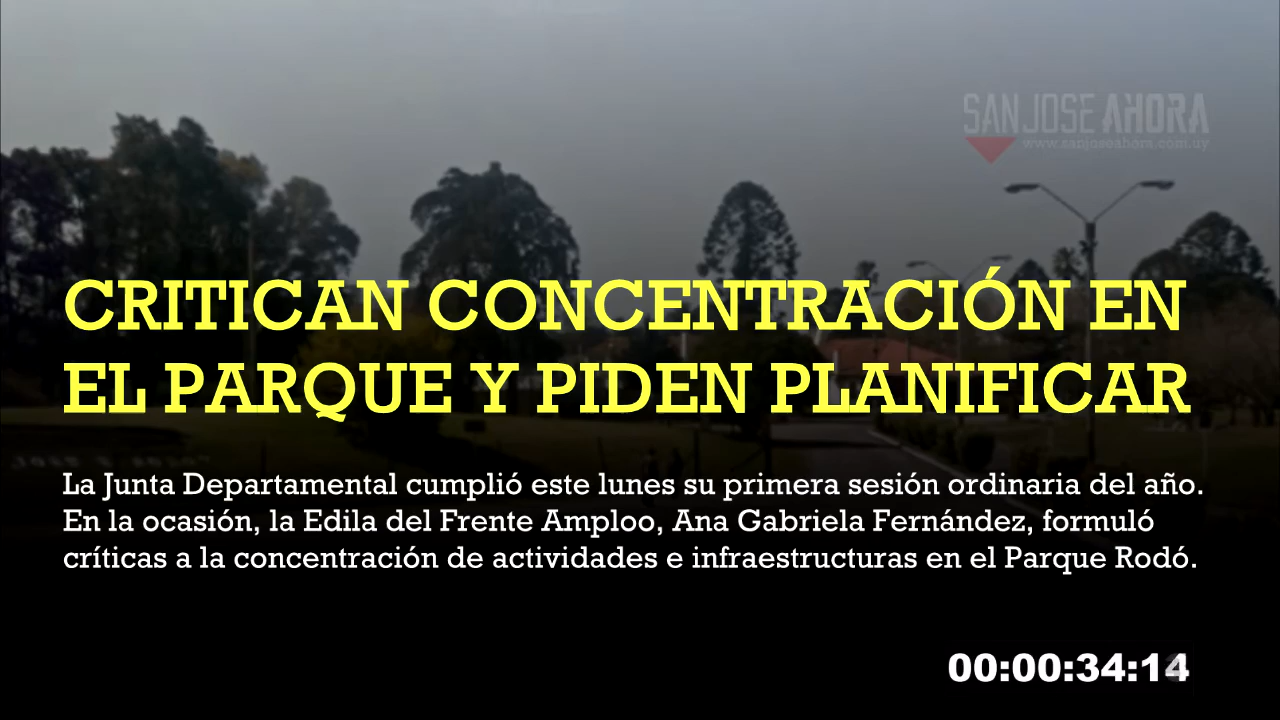 SAN JOSE AHORA
www.sanjoseahora.com.uy
CRITICAN CONCENTRACIÓN EN
EL PARQUE Y PIDEN PLANIFICAR
La Junta Departamental cumplió este lunes su primera sesión ordinaria del año.
En la ocasión, la Edila del Frente Amploo, Ana Gabriela Fernández, formuló
críticas a la concentración de actividades e infraestructuras en el Parque Rodó.
00:00:34:14